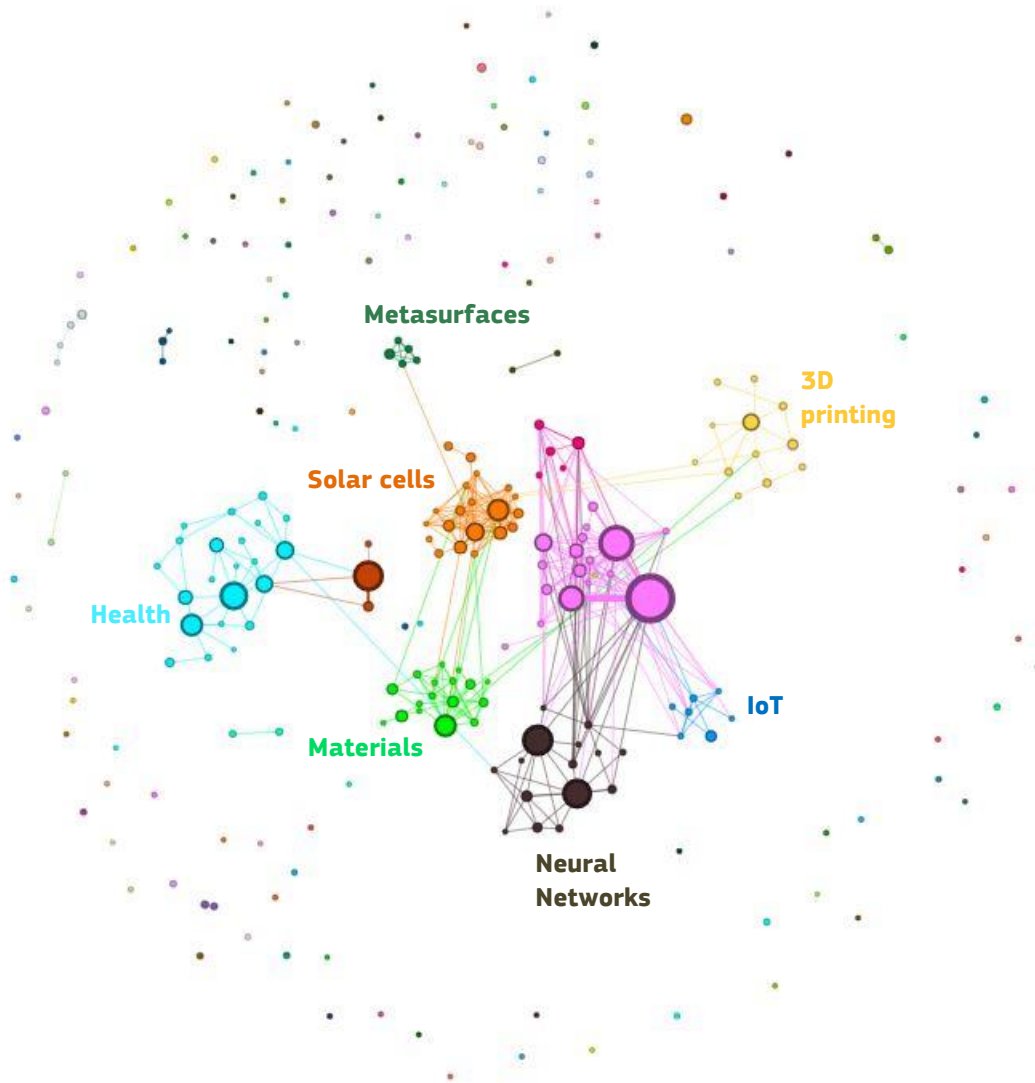 Metasurfaces
3D
printing
Solar cells
Health
IoT
Materials
Neural
Networks